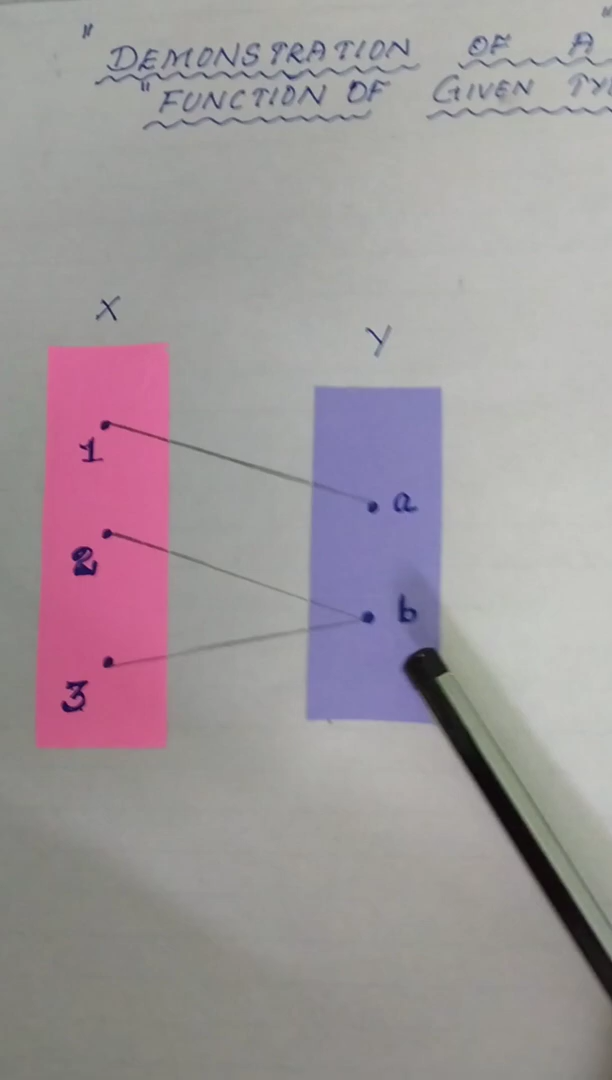 " DEMONSTRATION OF A "
"FUNCTION OF GIVEN
X
Y
1
a
2
b
3